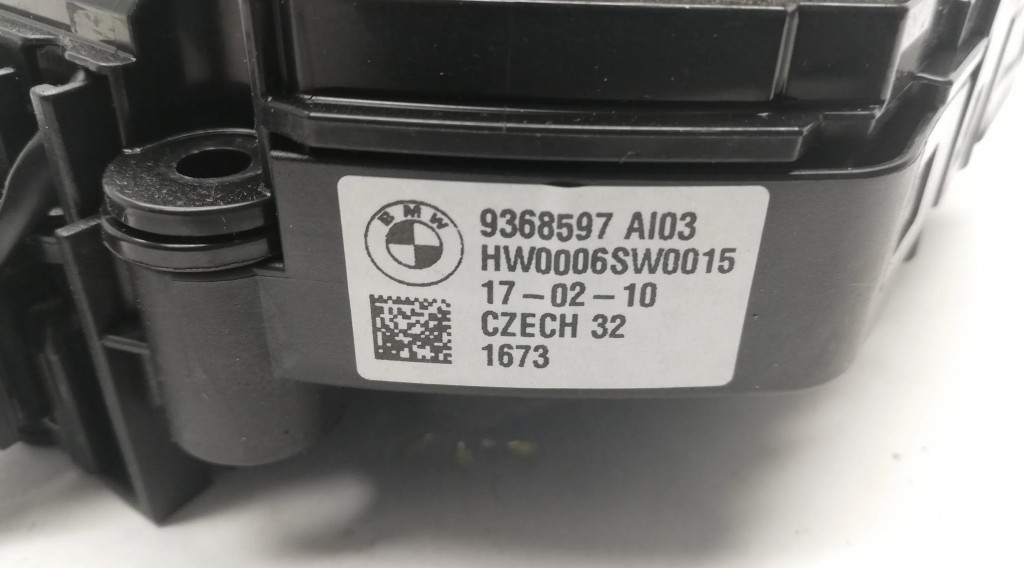 BMW
9368597 AI03
HW0006SW0015
17-02-10
CZECH 32
1673